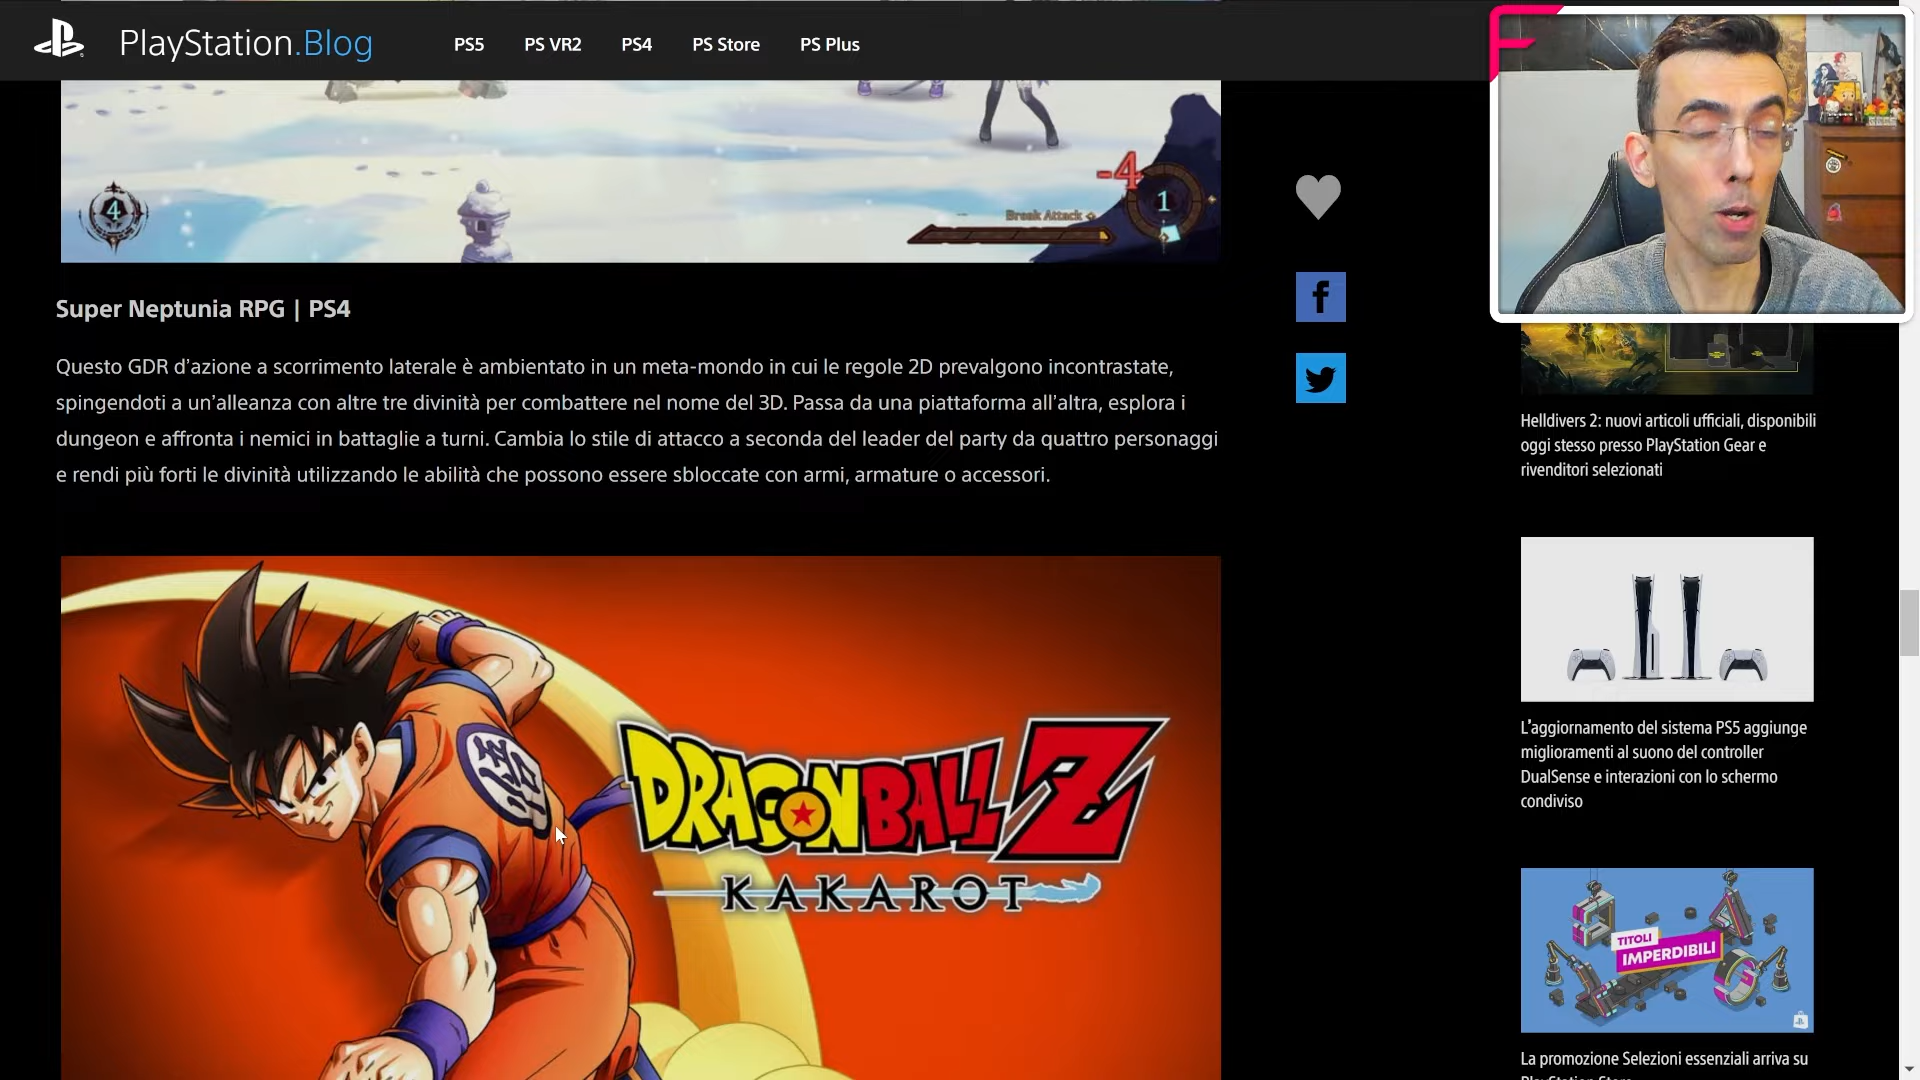 PlayStation.Blog
PS5 PS VR2 PS4 PS Store PS Plus
4
-4
1
Break Attack
Super Neptunia RPG | PS4
Questo GDR d’azione a scorrimento laterale è ambientato in un meta-mondo in cui le regole 2D prevalgono incontrastate,
spingendoti a un’alleanza con altre tre divinità per combattere nel nome del 3D. Passa da una piattaforma all’altra, esplora i
dungeon e affronta i nemici in battaglie a turni. Cambia lo stile di attacco a seconda del leader del party da quattro personaggi
e rendi più forti le divinità utilizzando le abilità che possono essere sbloccate con armi, armature o accessori.
DRAGON BALL Z
KAKAROT
Helldivers 2: nuovi articoli ufficiali, disponibili
oggi stesso presso PlayStation Gear e
rivenditori selezionati
L’aggiornamento del sistema PS5 aggiunge
miglioramenti al suono del controller
DualSense e interazioni con lo schermo
condiviso
TITOLI
IMPERDIBILI
La promozione Selezioni essenziali arriva su
PlayStation Store